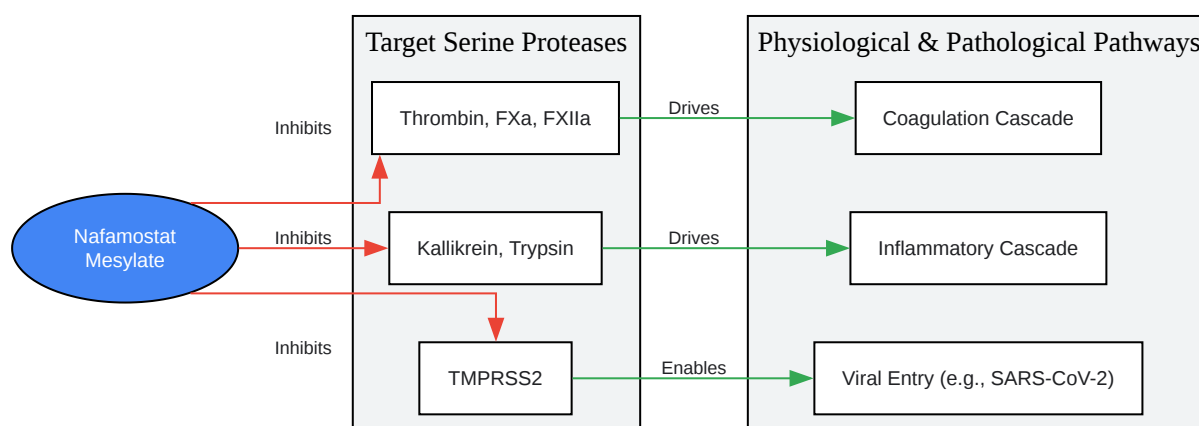 Target Serine Proteases
Physiological & Pathological Pathways
Inhibits
Thrombin, FXa, FXIIa
Drives
Coagulation Cascade
Nafamostat
Mesylate
Inhibits
Kallikrein, Trypsin
Drives
Inflammatory Cascade
Inhibits
TMPRSS2
Enables
Viral Entry (e.g., SARS-CoV-2)